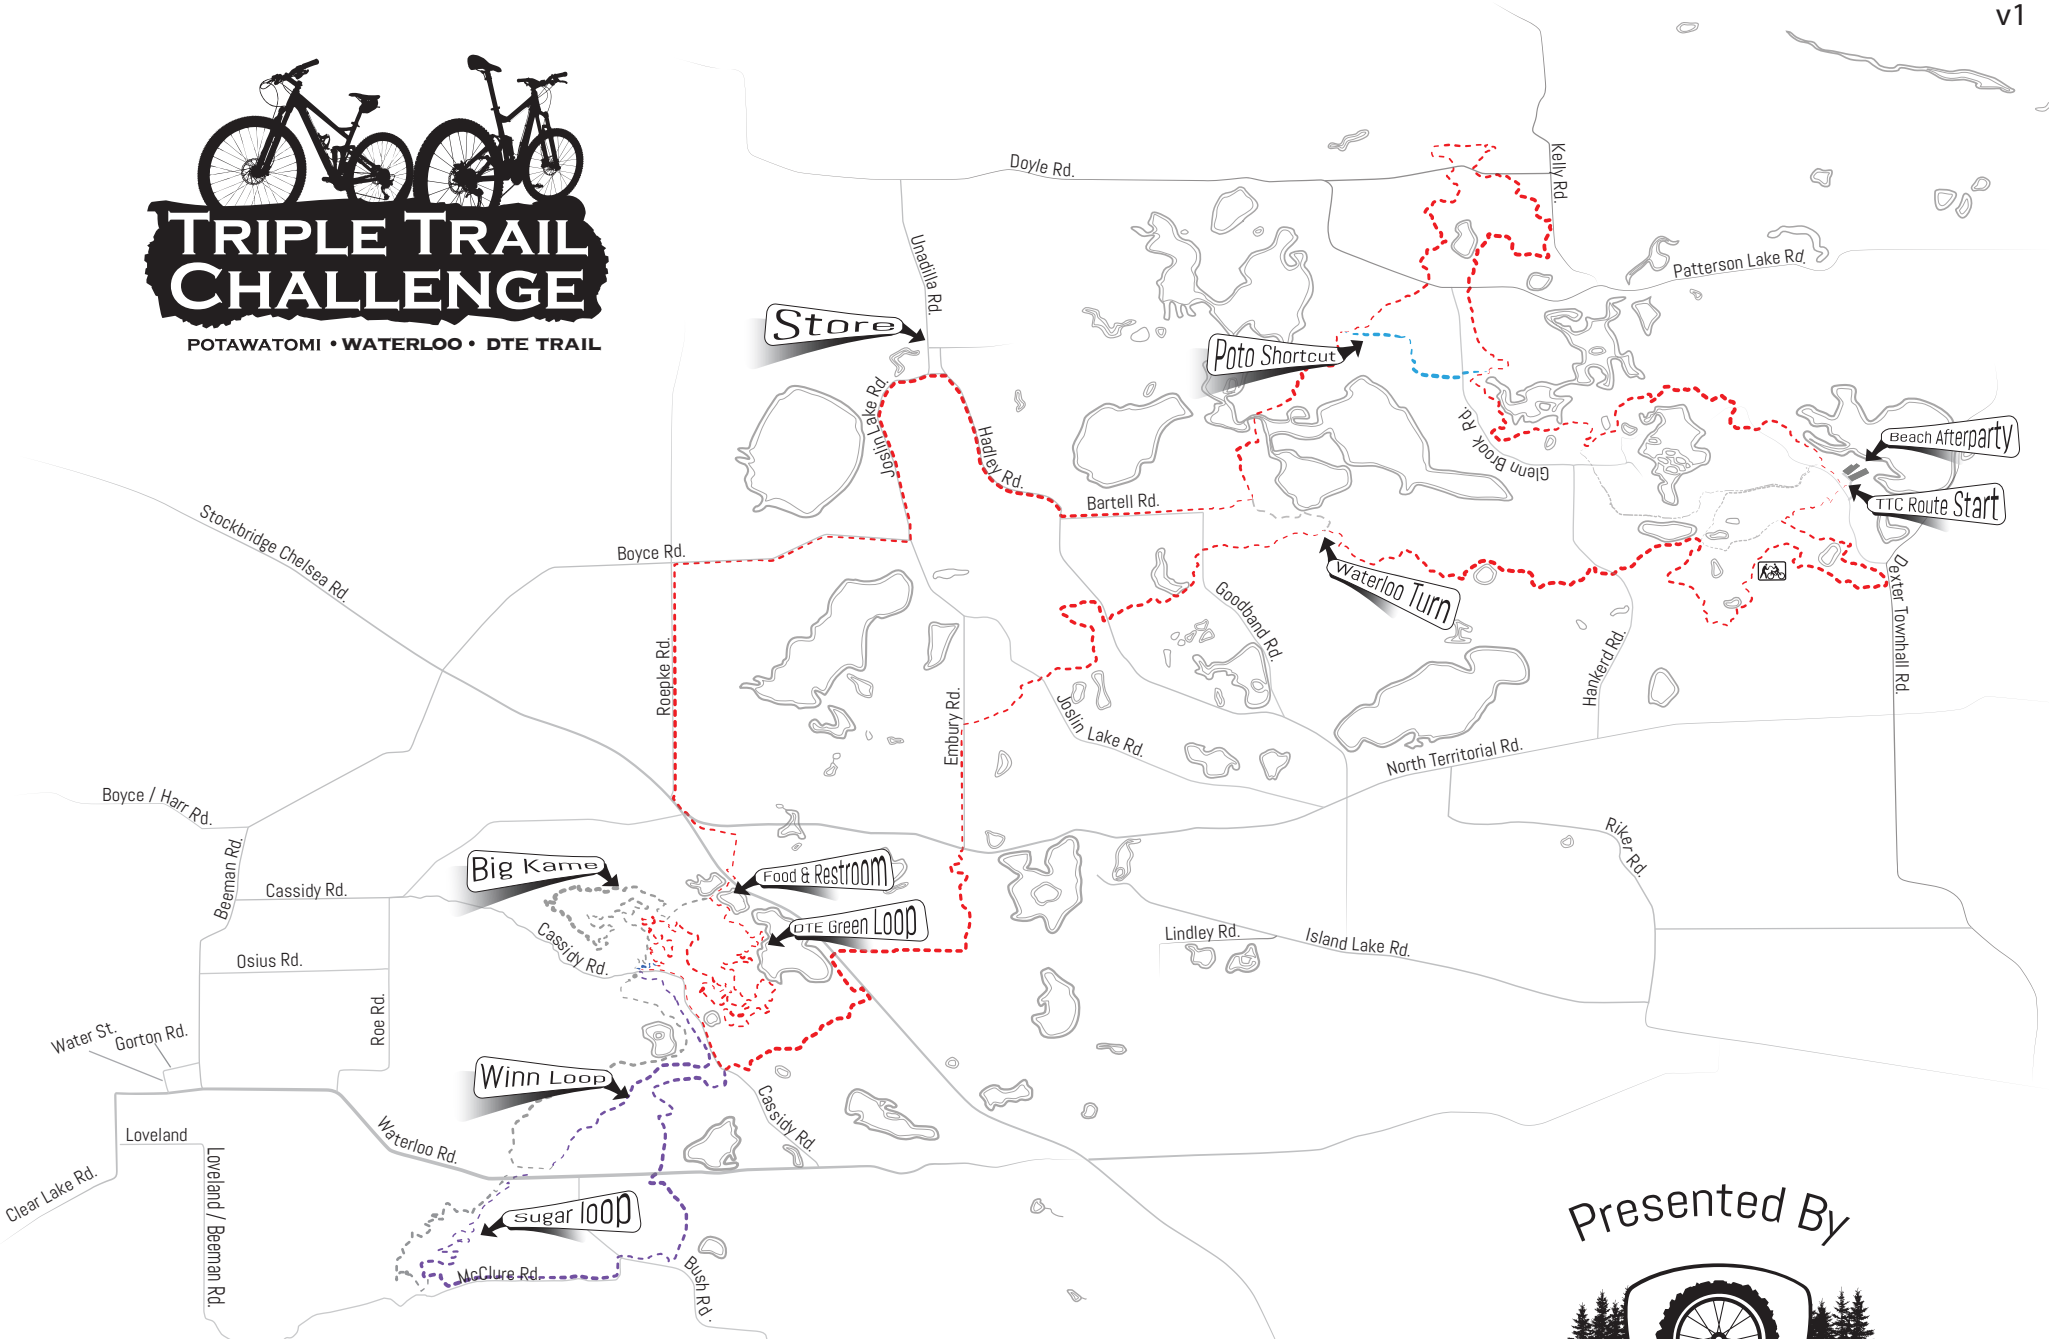 v1
TRIPLE TRAIL
CHALLENGE
POTAWATOMI • WATERLOO • DTE TRAIL
Doyle Rd.
Kelly Rd.
Unadilla Rd.
Patterson Lake Rd.
Store
Poto Shortcut
Joslin Lake Rd.
Hadley Rd.
Glenn Brook Rd.
Beach Afterparty
TTC Route Start
Bartell Rd.
Stockbridge Chelsea Rd.
Boyce Rd.
Waterloo Turn
Goodband Rd.
Dexter Townhall Rd.
Hankerd Rd.
Roepke Rd.
Embury Rd.
Joslin Lake Rd.
North Territorial Rd.
Boyce / Harr Rd.
Beeman Rd.
Riker Rd.
Big Kame
Food & Restroom
Cassidy Rd.
DTE Green Loop
Cassidy Rd.
Lindley Rd.
Island Lake Rd.
Osius Rd.
Roe Rd.
Water St.
Gorton Rd.
Winn Loop
Cassidy Rd.
Waterloo Rd.
Loveland
Clear Lake Rd.
Loveland / Beeman Rd.
Sugar loop
McClure Rd.
Bush Rd.
Presented By